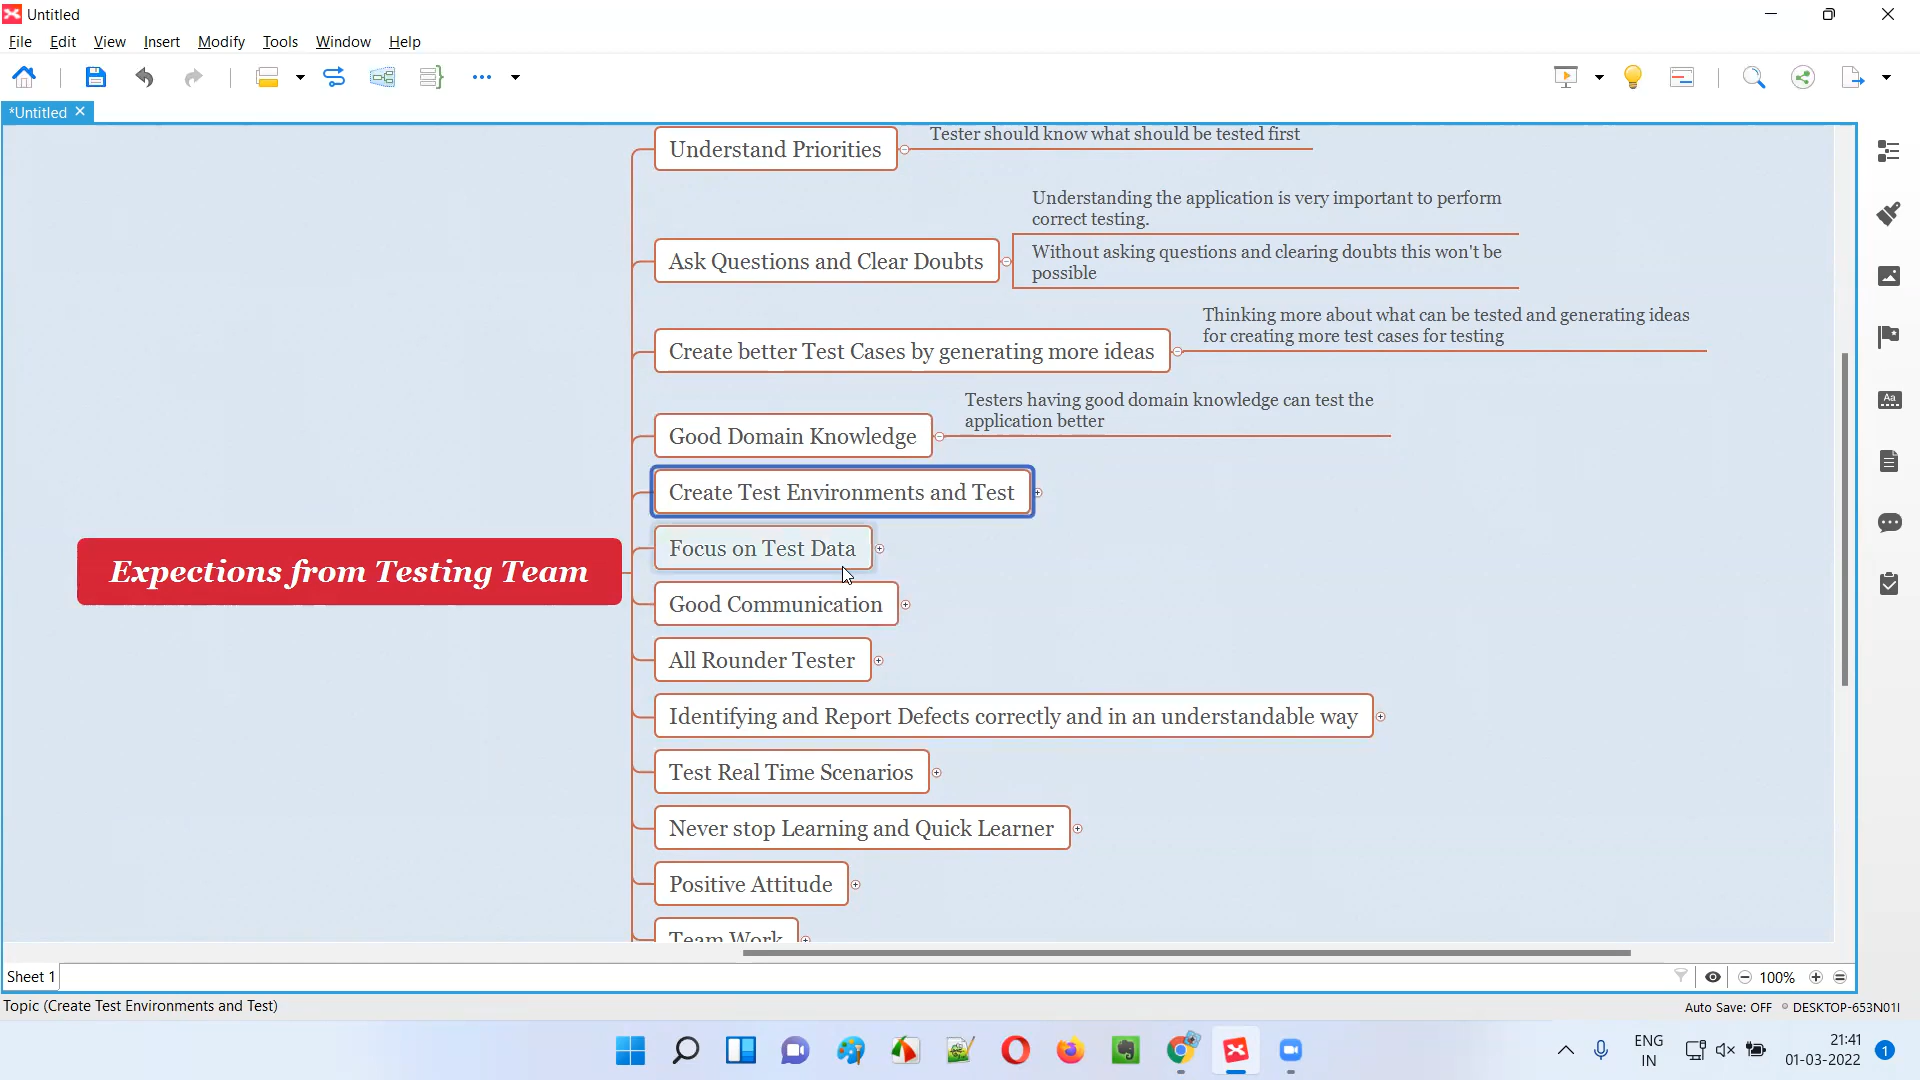 Untitled
File Edit View Insert Modify Tools Window Help
*Untitled
Understand Priorities
Tester should know what should be tested first
Understanding the application is very important to perform
correct testing.
Ask Questions and Clear Doubts
Without asking questions and clearing doubts this won't be
possible
Thinking more about what can be tested and generating ideas
for creating more test cases for testing
Create better Test Cases by generating more ideas
Testers having good domain knowledge can test the
application better
Good Domain Knowledge
Create Test Environments and Test
Focus on Test Data
Expections from Testing Team
Good Communication
All Rounder Tester
Identifying and Report Defects correctly and in an understandable way
Test Real Time Scenarios
Never stop Learning and Quick Learner
Positive Attitude
Team Work
Sheet 1
100%
Topic (Create Test Environments and Test)
Auto Save: OFF DESKTOP-653N01I
ENG
IN
21:41
01-03-2022
1